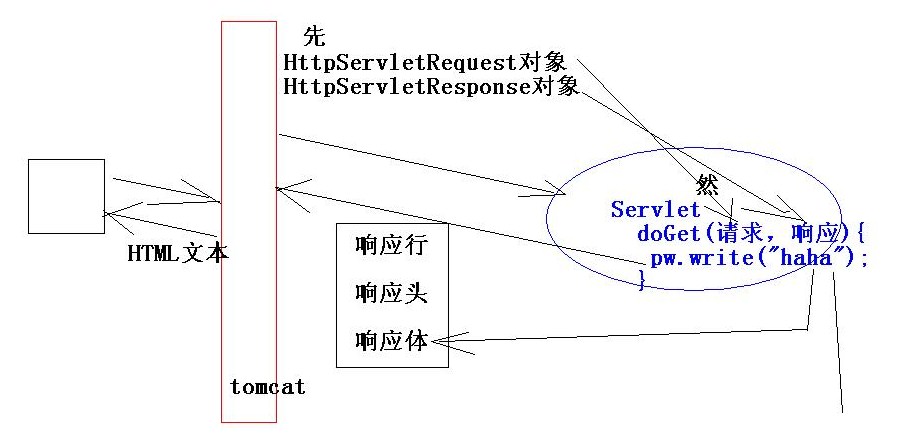 先
HttpServletRequest对象
HttpServletResponse对象
然
Servlet
doGet(请求，响应){
pw.write("haha");
}
HTML文本
响应行
响应头
响应体
tomcat